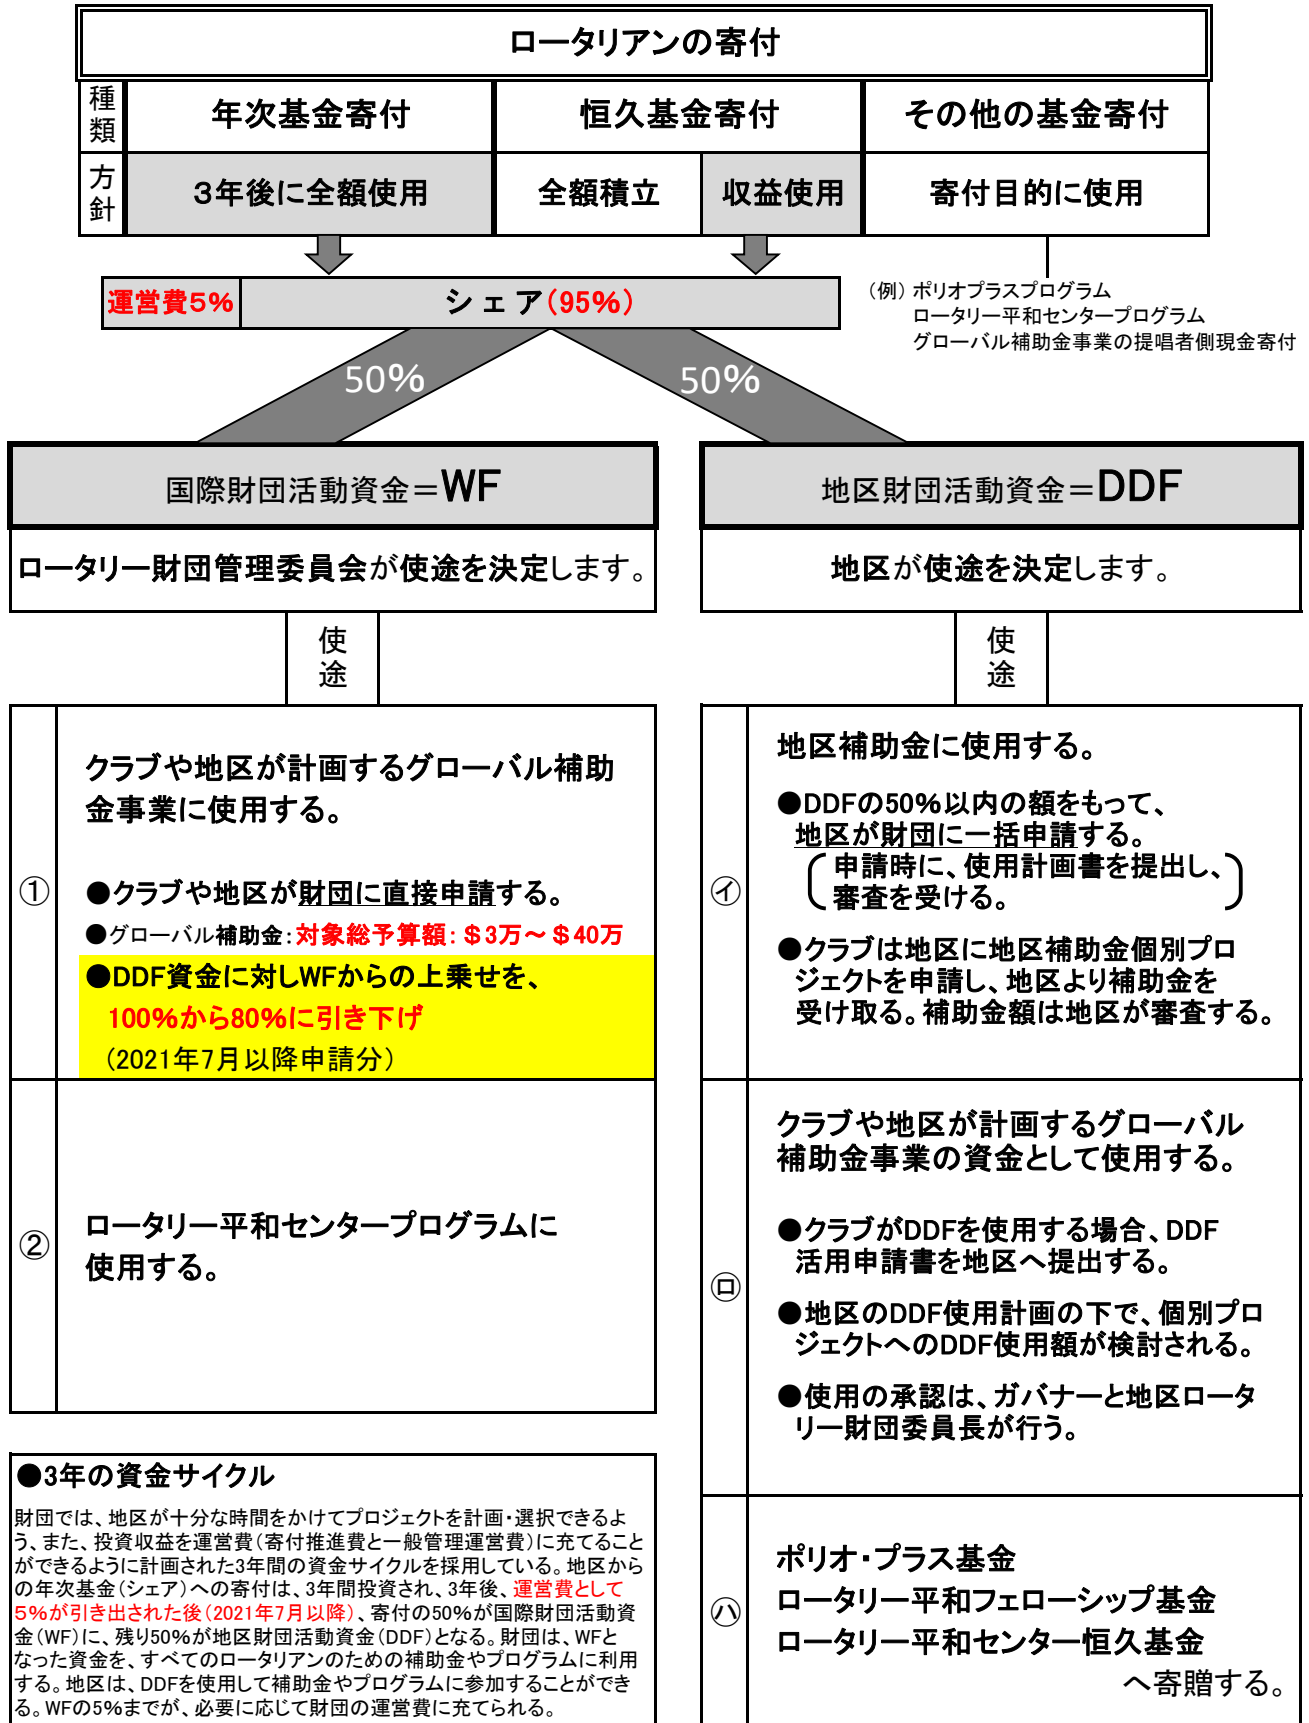 ロータリアンの寄付
種類
年次基金寄付
恒久基金寄付
その他の基金寄付
方針
３年後に全額使用
全額積立
収益使用
寄付目的に使用
運営費５％
シェア(95%)
（例）ポリオプラスプログラム
ロータリー平和センタープログラム
グローバル補助金事業の提唱者側現金寄付
50%
50%
国際財団活動資金＝WF
ロータリー財団管理委員会が使途を決定します。
使途
①
クラブや地区が計画するグローバル補助
金事業に使用する。
●クラブや地区が財団に直接申請する。
●グローバル補助金：対象総予算額：＄3万～＄40万
●DDF資金に対しWFからの上乗せを、
100%から80%に引き下げ
（2021年7月以降申請分）
②
ロータリー平和センタープログラムに
使用する。
●3年の資金サイクル
財団では、地区が十分な時間をかけてプロジェクトを計画・選択できるよ
う、また、投資収益を運営費（寄付推進費と一般管理運営費）に充てること
ができるように計画された3年間の資金サイクルを採用している。地区から
の年次基金（シェア）への寄付は、3年間投資され、3年後、運営費として
５％が引き出された後（2021年7月以降）、寄付の50%が国際財団活動資
金（WF）に、残り50%が地区財団活動資金（DDF）となる。財団は、WFと
なった資金を、すべてのロータリアンのための補助金やプログラムに利用
する。地区は、DDFを使用して補助金やプログラムに参加することができ
る。WFの5%までが、必要に応じて財団の運営費に充てられる。
地区財団活動資金＝DDF
地区が使途を決定します。
使途
㋑
地区補助金に使用する。
●DDFの50%以内の額をもって、
地区が財団に一括申請する。
（申請時に、使用計画書を提出し、
審査を受ける。）
●クラブは地区に地区補助金個別プロ
ジェクトを申請し、地区より補助金を
受け取る。補助金額は地区が審査する。
㋺
クラブや地区が計画するグローバル
補助金事業の資金として使用する。
●クラブがDDFを使用する場合、DDF
活用申請書を地区へ提出する。
●地区のDDF使用計画の下で、個別プロ
ジェクトへのDDF使用額が検討される。
●使用の承認は、ガバナーと地区ロータ
リー財団委員長が行う。
㋩
ポリオ・プラス基金
ロータリー平和フェローシップ基金
ロータリー平和センター恒久基金
へ寄贈する。